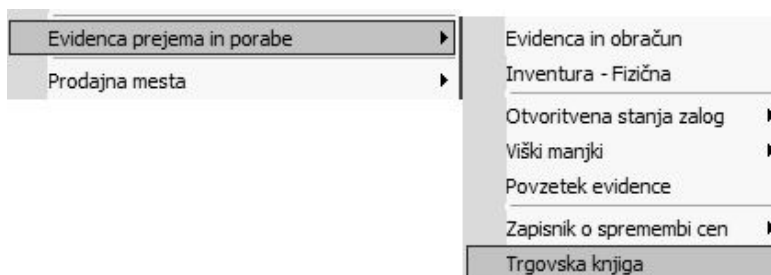 Evidenca prejema in porabe
Prodajna mesta
Evidenca in obračun
Inventura - Fizična
Otvoritvena stanja zalog
Viški manjki
Povzetek evidence
Zapisnik o spremembi cen
Trgovska knjiga